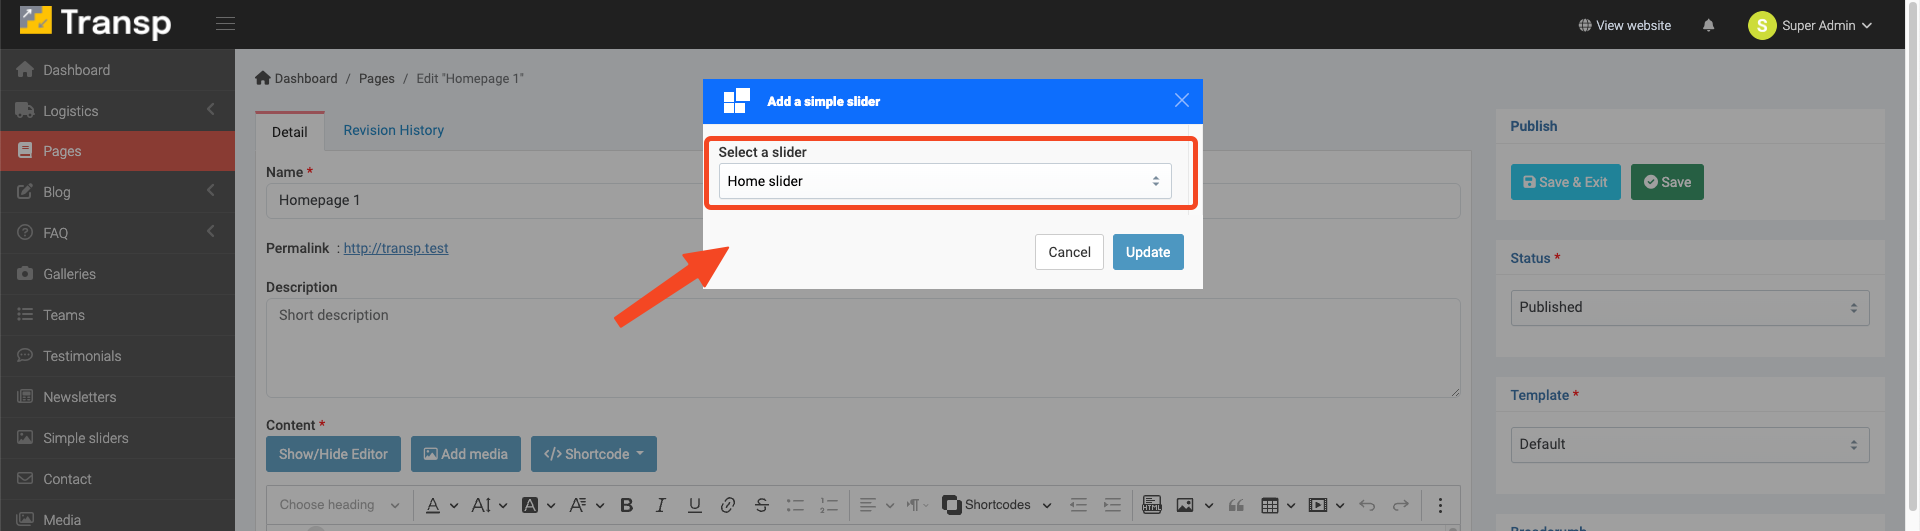 Transp
View website
S
Super Admin
Dashboard
Logistics
Pages
Blog
FAQ
Galleries
Teams
Testimonials
Newsletters
Simple sliders
Contact
Media
Dashboard / Pages / Edit "Homepage 1"
Detail
Revision History
Name *
Homepage 1
Permalink : http://transp.test
Description
Short description
Content *
Show/Hide Editor
Add media
</> Shortcode
Choose heading
Shortcodes
HTML
Add a simple slider
Select a slider
Home slider
Cancel
Update
Publish
Save & Exit
Save
Status *
Published
Template *
Default